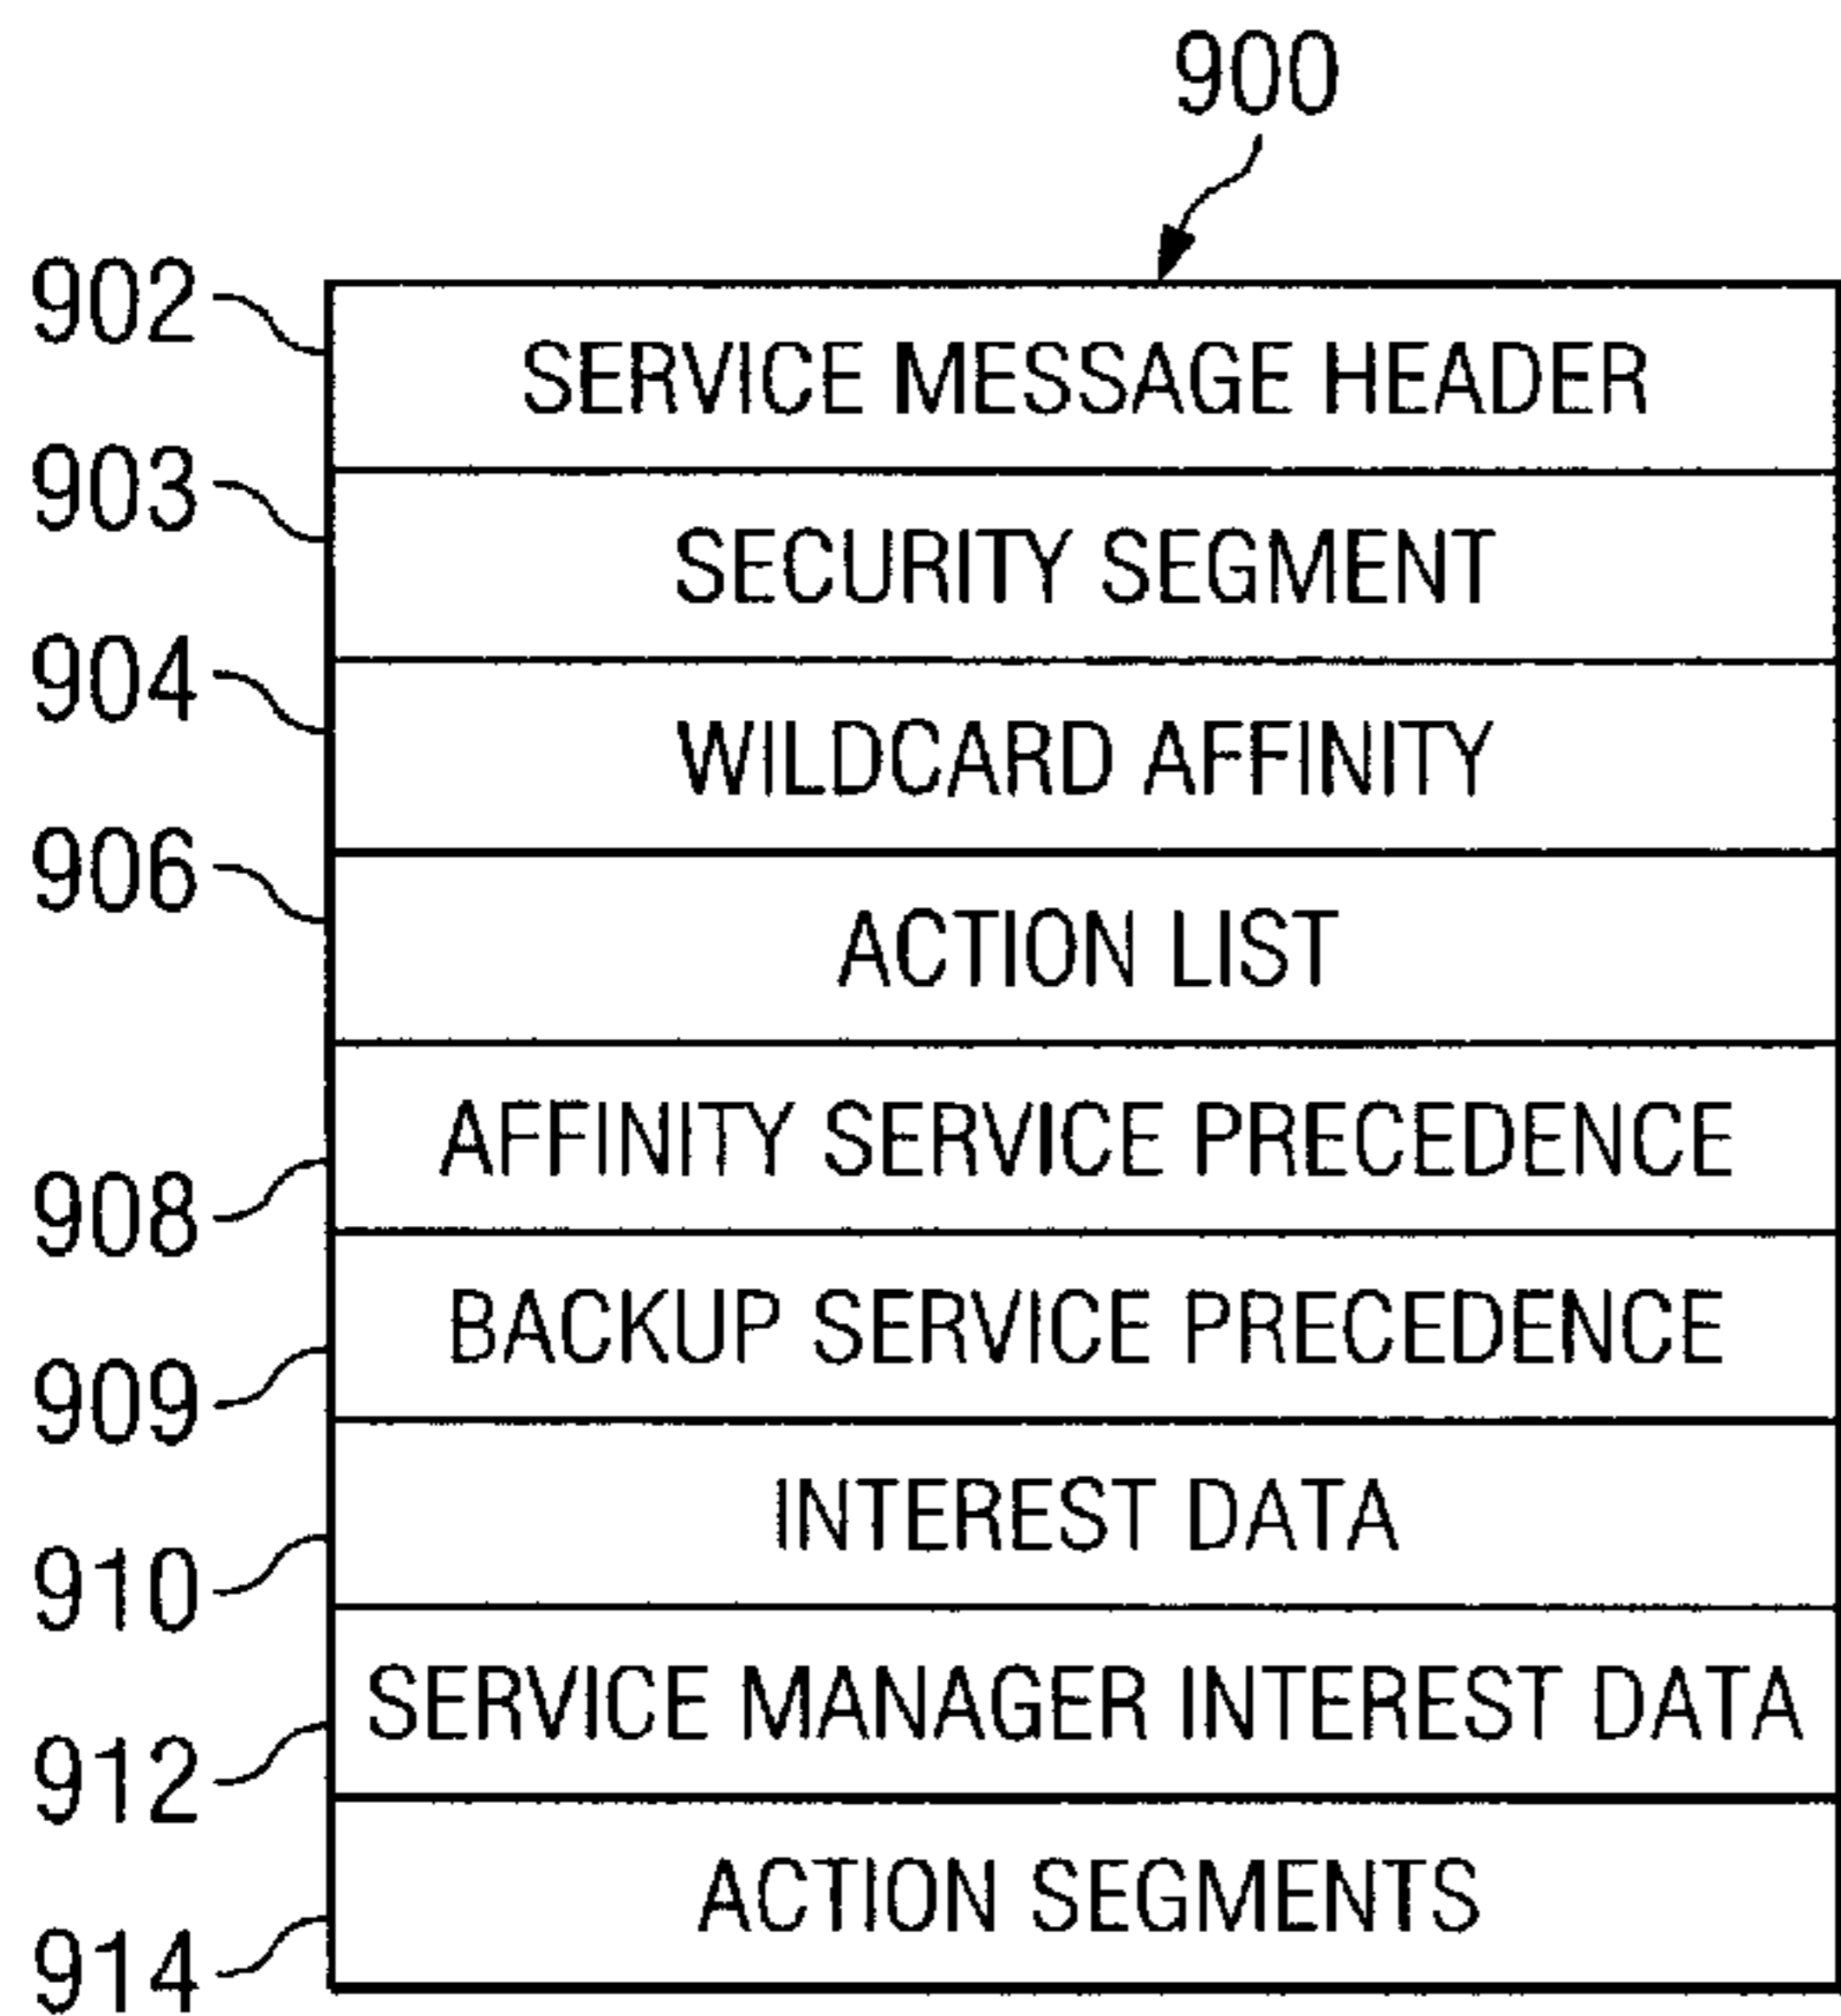 900
902 SERVICE MESSAGE HEADER
903 SECURITY SEGMENT
904 WILDCARD AFFINITY
906 ACTION LIST
908 AFFINITY SERVICE PRECEDENCE
909 BACKUP SERVICE PRECEDENCE
910 INTEREST DATA
912 SERVICE MANAGER INTEREST DATA
914 ACTION SEGMENTS